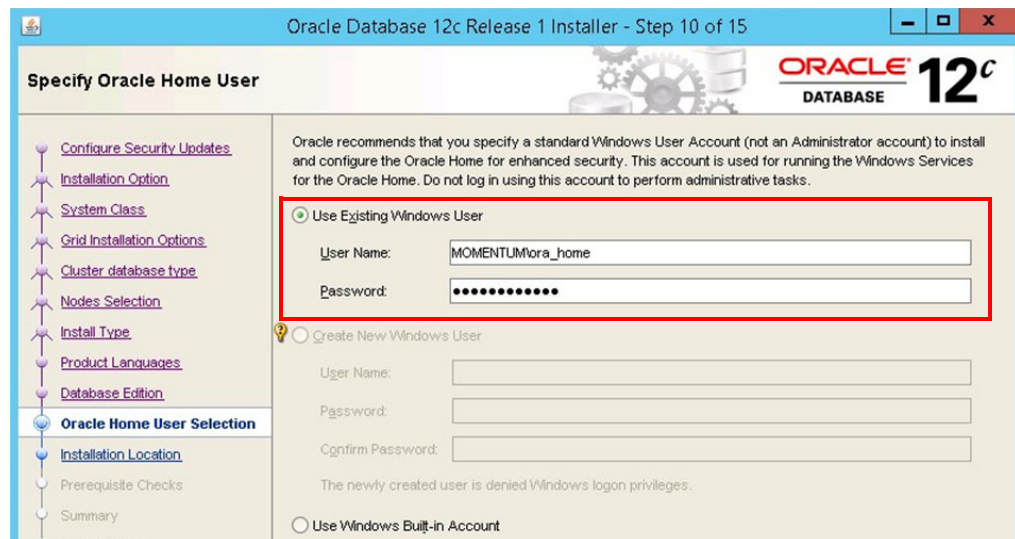 Oracle Database 12c Release 1 Installer - Step 10 of 15
Specify Oracle Home User
ORACLE
DATABASE
12c
Configure Security Updates
Installation Option
System Class
Grid Installation Options
Cluster database type
Nodes Selection
Install Type
Product Languages
Database Edition
Oracle Home User Selection
Installation Location
Prerequisite Checks
Summary
Oracle recommends that you specify a standard Windows User Account (not an Administrator account) to install
and configure the Oracle Home for enhanced security. This account is used for running the Windows Services
for the Oracle Home. Do not log in using this account to perform administrative tasks.
Use Existing Windows User
User Name: MOMENTUM\ora_home
Password: ••••••••••••
Create New Windows User
User Name:
Password:
Confirm Password:
The newly created user is denied Windows logon privileges.
Use Windows Built-in Account